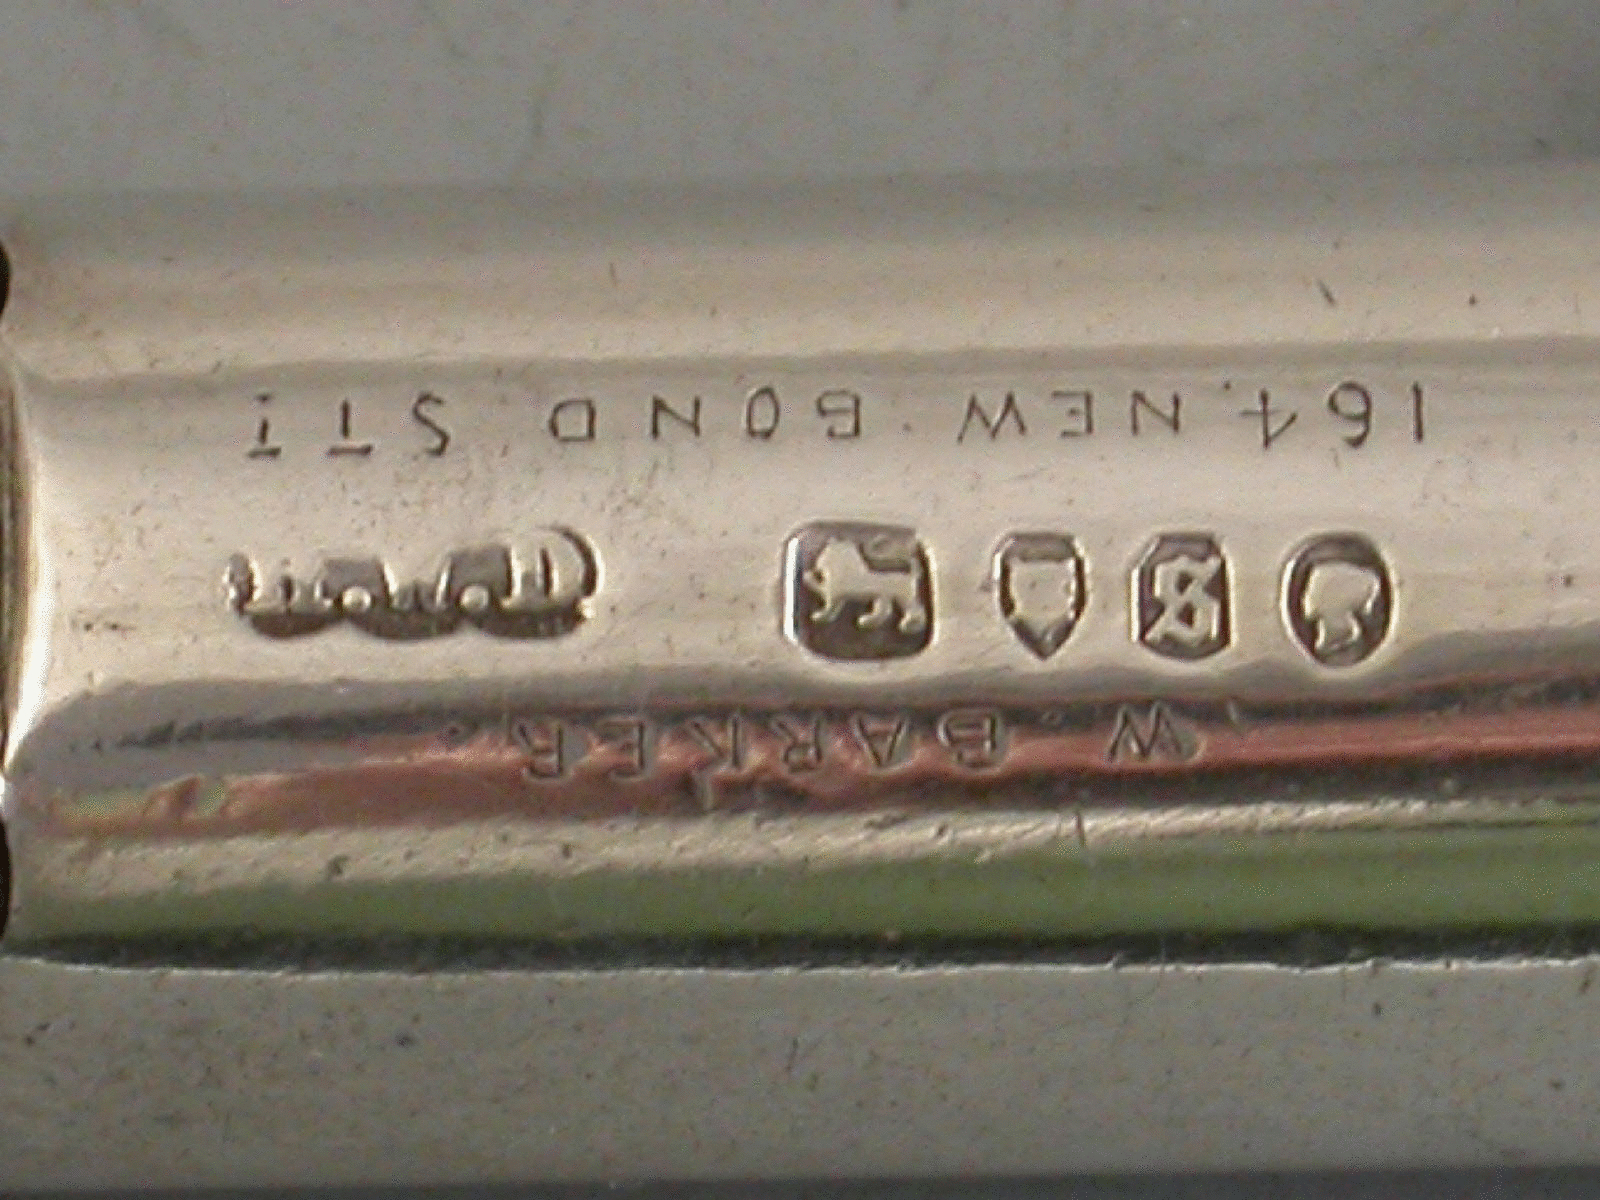 W. BARKER.
164. NEW. BOND STT